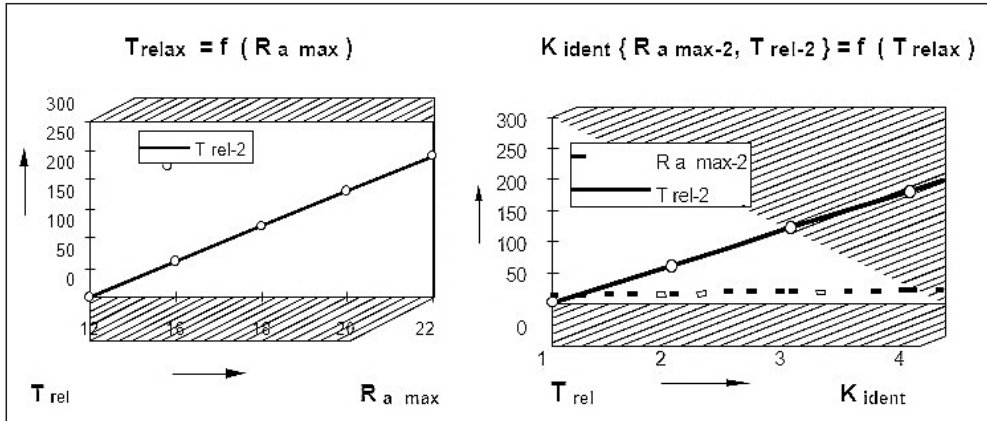 T relax = f ( R a max )
300
250
200
150
100
50
0
T rel-2
12 16 18 20 22
T rel
R a max
K ident { R a max-2, T rel-2 } = f ( T relax )
300
250
200
150
100
50
0
R a max-2
T rel-2
1 2 3 4
T rel
K ident